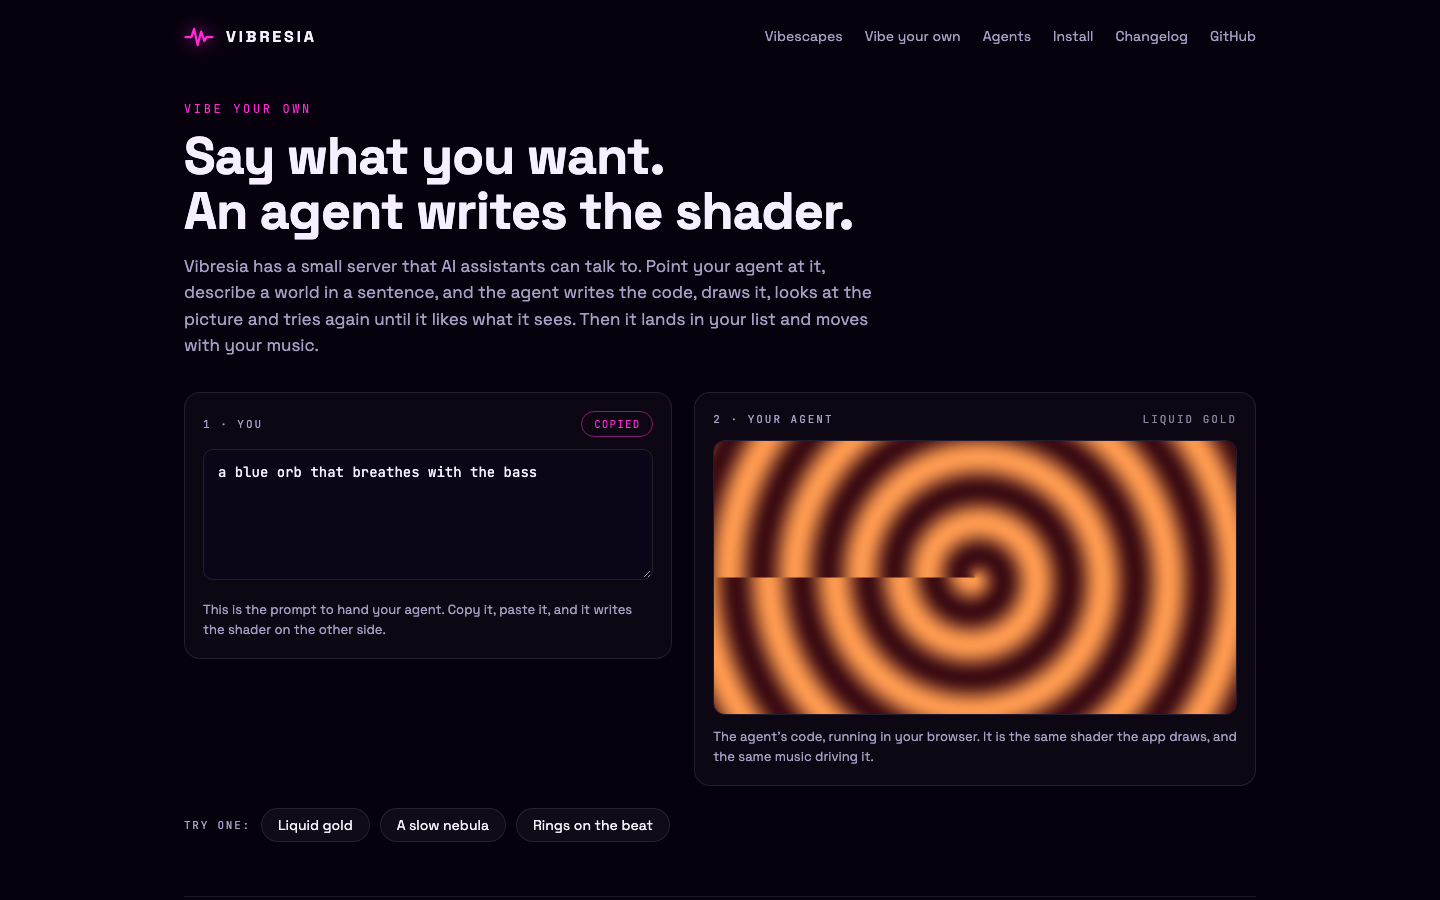 VIBRESIA
Vibescapes Vibe your own Agents Install Changelog GitHub
VIBE YOUR OWN
Say what you want.
An agent writes the shader.
Vibresia has a small server that AI assistants can talk to. Point your agent at it,
describe a world in a sentence, and the agent writes the code, draws it, looks at the
picture and tries again until it likes what it sees. Then it lands in your list and moves
with your music.
1 · YOU
COPIED
a blue orb that breathes with the bass
This is the prompt to hand your agent. Copy it, paste it, and it writes
the shader on the other side.
2 · YOUR AGENT
LIQUID GOLD
The agent's code, running in your browser. It is the same shader the app draws, and
the same music driving it.
TRY ONE: Liquid gold A slow nebula Rings on the beat